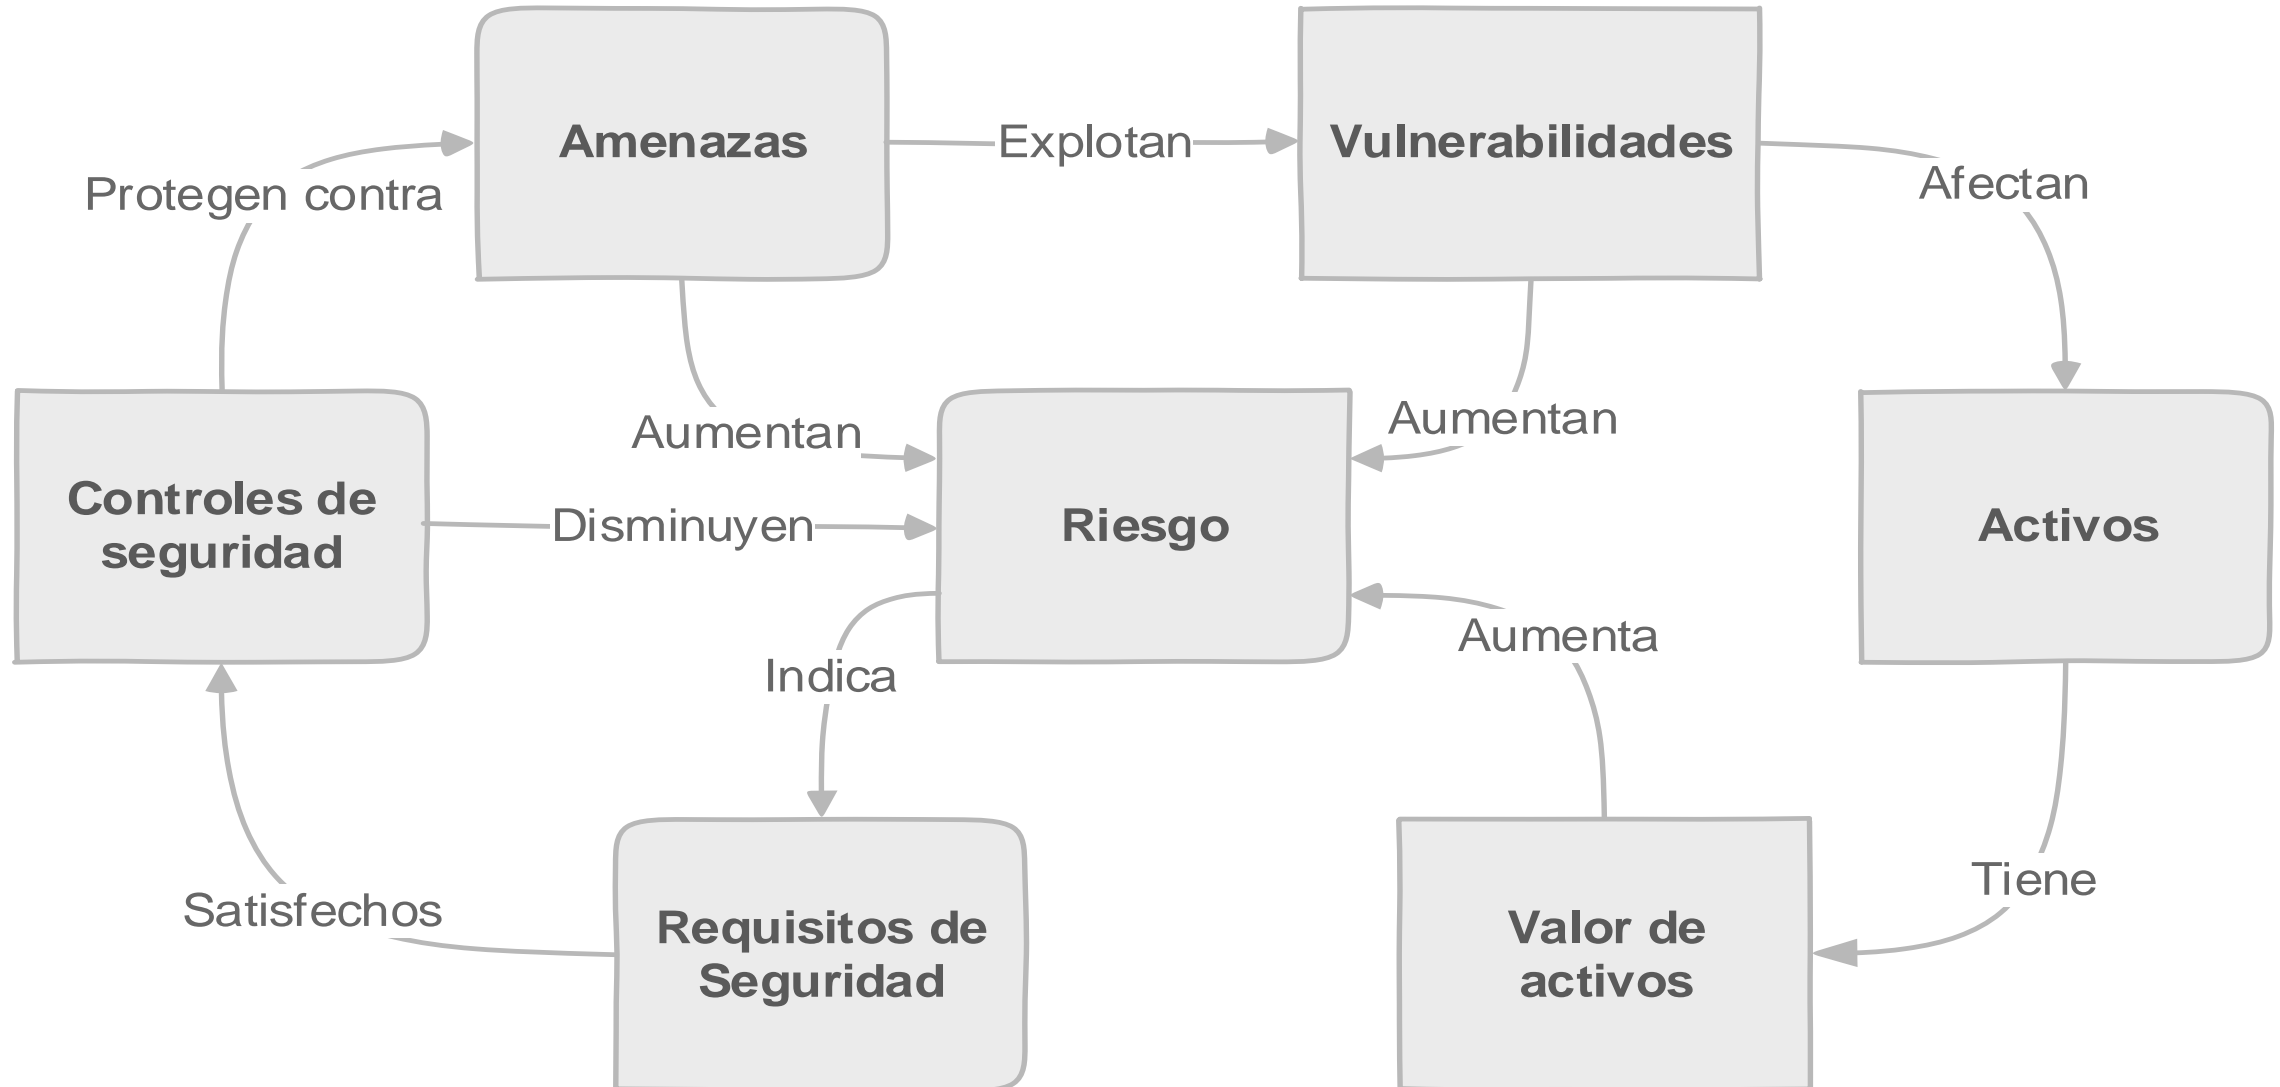 Amenazas
Explotan
Vulnerabilidades
Afectan
Protegen contra
Aumentan
Aumentan
Controles de
seguridad
Disminuyen
Riesgo
Activos
Indica
Aumenta
Satisfechos
Requisitos de
Seguridad
Valor de
activos
Tiene